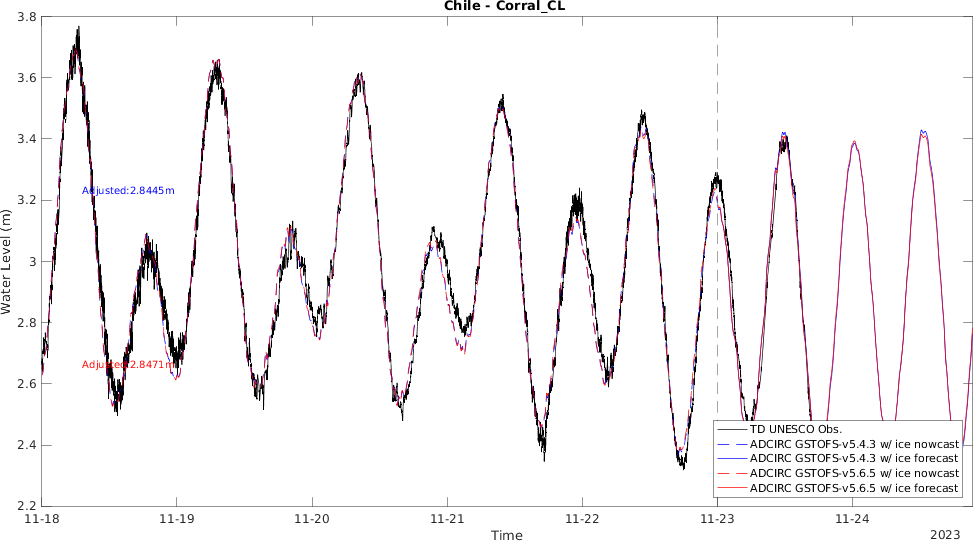 Chile - Corral_CL
3.8
3.6
3.4
3.2
3
2.8
2.6
2.4
2.2
Water Level (m)
Adjusted:2.8445m
Adjusted:2.8471m
TD UNESCO Obs.
ADCIRC GSTOFS-v5.4.3 w/ ice nowcast
ADCIRC GSTOFS-v5.4.3 w/ ice forecast
ADCIRC GSTOFS-v5.6.5 w/ ice nowcast
ADCIRC GSTOFS-v5.6.5 w/ ice forecast
11-18 11-19 11-20 11-21 11-22 11-23 11-24
Time
2023